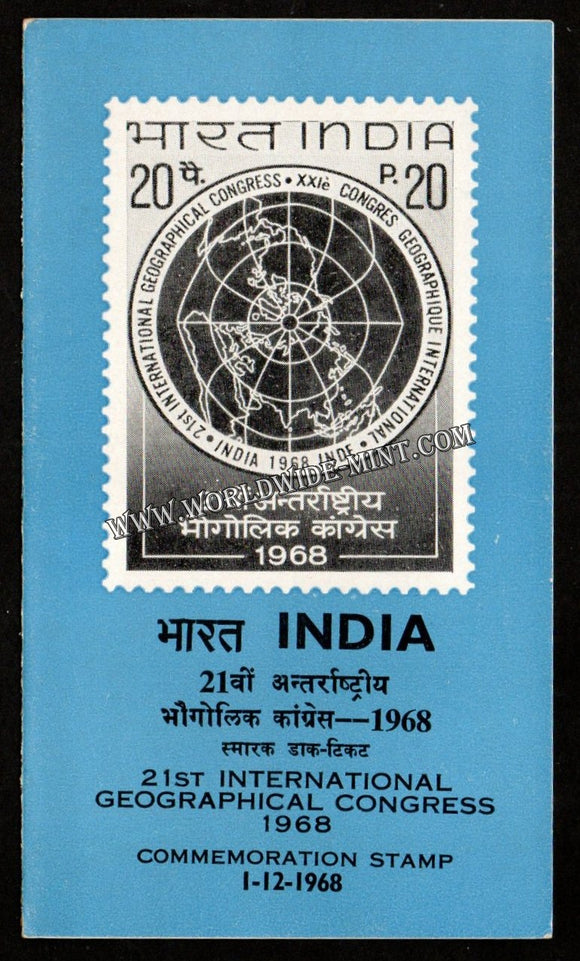 भारत INDIA
20 पै. P. 20
21st INTERNATIONAL GEOGRAPHICAL CONGRESS • XXIè CONGRES GEOGRAPHIQUE INTERNATIONAL •
INDIA 1968 INDE
अन्तर्राष्ट्रीय
भौगोलिक कांग्रेस
1968
www.WORLDWIDE-MINT.COM
भारत INDIA
21वीं अन्तर्राष्ट्रीय
भौगोलिक कांग्रेस--1968
स्मारक डाक-टिकट
21ST INTERNATIONAL
GEOGRAPHICAL CONGRESS
1968
COMMEMORATION STAMP
1-12-1968